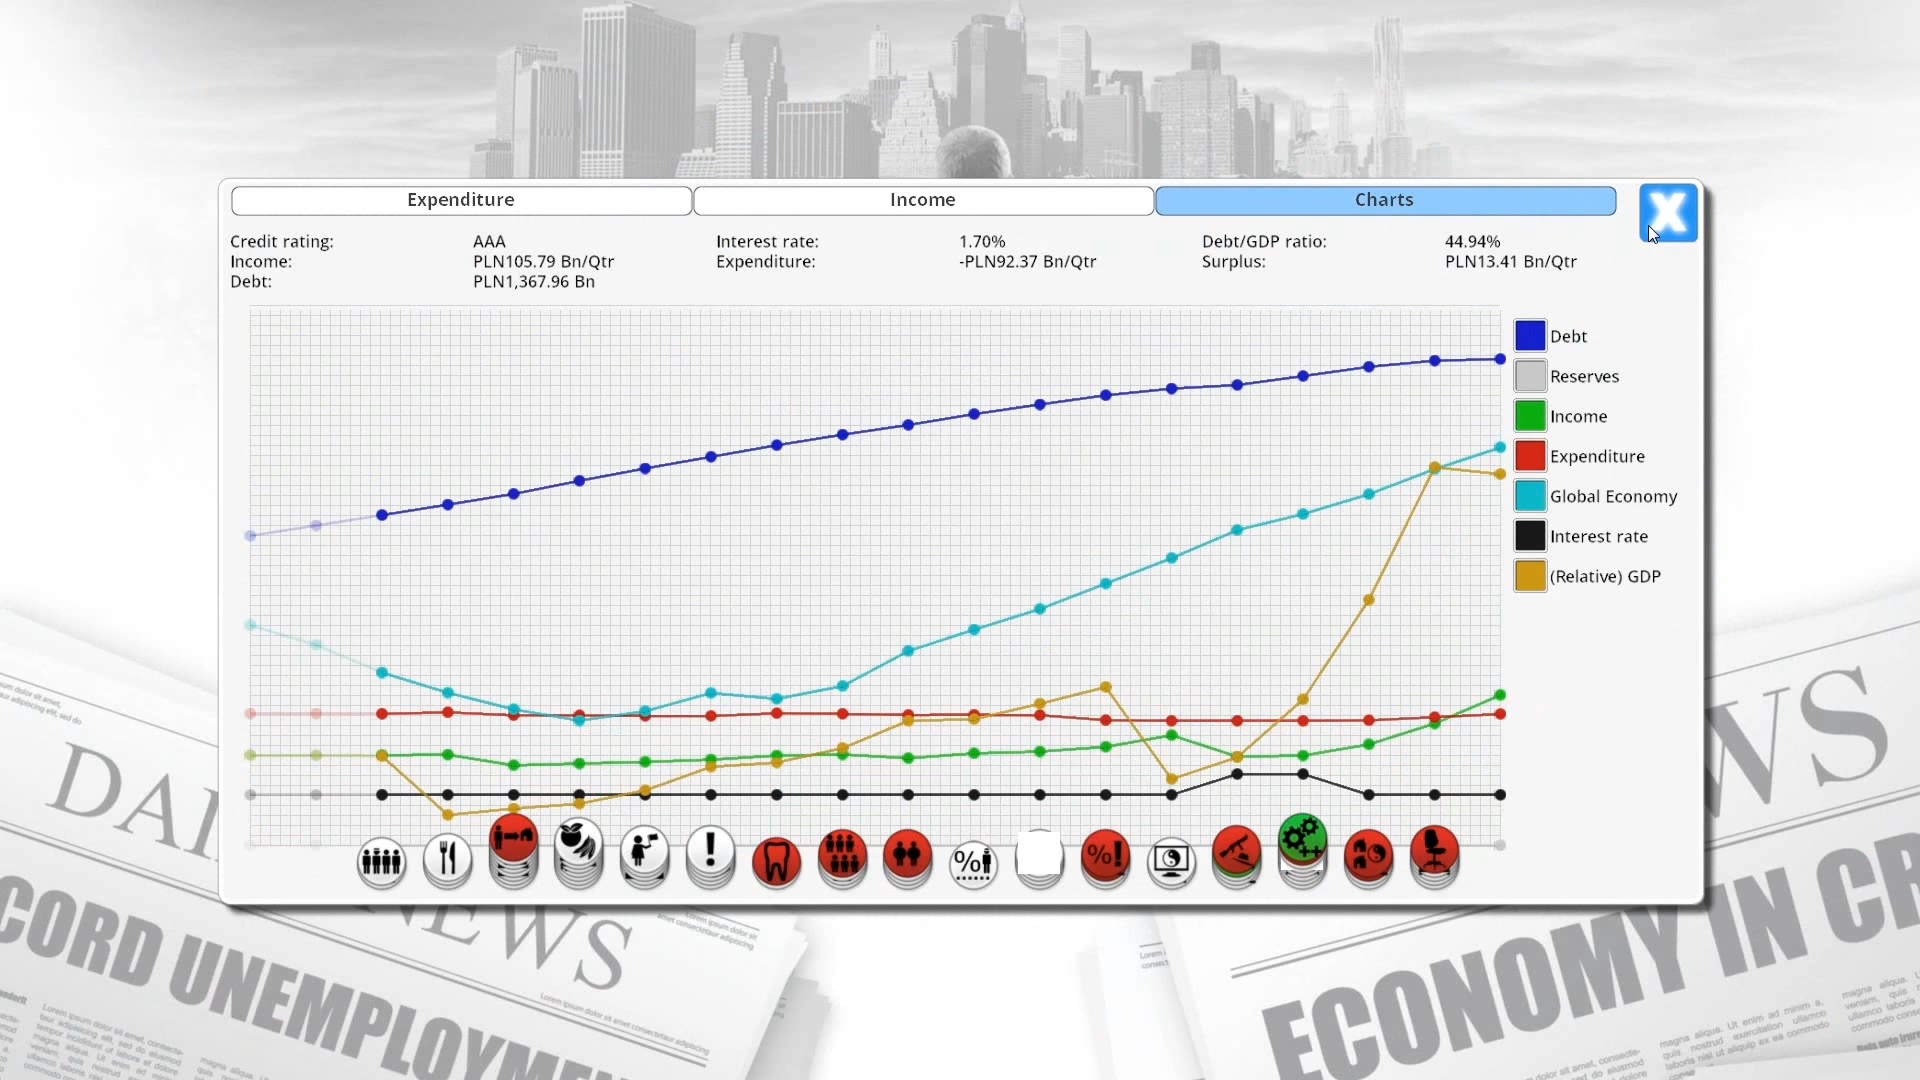 Expenditure
Income
Charts
Credit rating:
AAA
Interest rate:
1.70%
Debt/GDP ratio:
44.94%
Income:
PLN105.79 Bn/Qtr
Expenditure:
-PLN92.37 Bn/Qtr
Surplus:
PLN13.41 Bn/Qtr
Debt:
PLN1,367.96 Bn
Debt
Reserves
Income
Expenditure
Global Economy
Interest rate
(Relative) GDP
%
%!
DAI
NEWS
CORD UNEMPLOYME
WS
ECONOMY IN CR